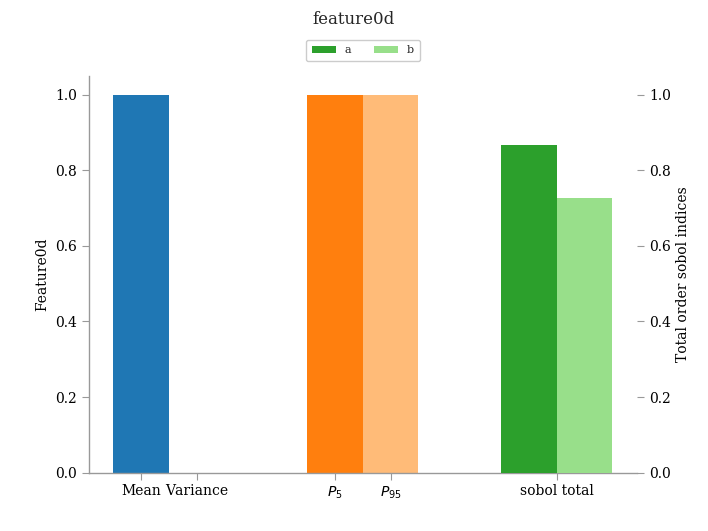 feature0d
a b
1.0 1.0
0.8 0.8
0.6 0.6
0.4 0.4
0.2 0.2
0.0 0.0
Feature0d
Total order sobol indices
Mean Variance P5 P95 sobol total